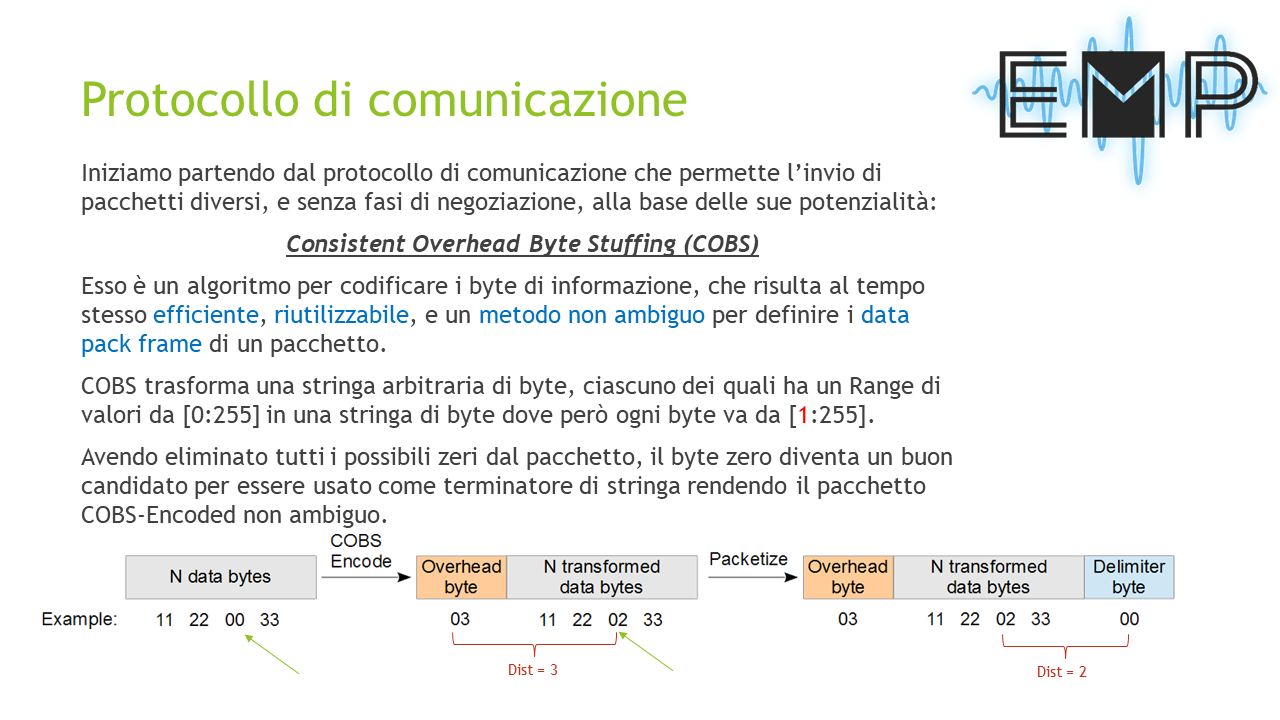 EMP
Protocollo di comunicazione
Iniziamo partendo dal protocollo di comunicazione che permette l’invio di
pacchetti diversi, e senza fasi di negoziazione, alla base delle sue potenzialità:
Consistent Overhead Byte Stuffing (COBS)
Esso è un algoritmo per codificare i byte di informazione, che risulta al tempo
stesso efficiente, riutilizzabile, e un metodo non ambiguo per definire i data
pack frame di un pacchetto.
COBS trasforma una stringa arbitraria di byte, ciascuno dei quali ha un Range di
valori da [0:255] in una stringa di byte dove però ogni byte va da [1:255].
Avendo eliminato tutti i possibili zeri dal pacchetto, il byte zero diventa un buon
candidato per essere usato come terminatore di stringa rendendo il pacchetto
COBS-Encoded non ambiguo.
N data bytes
COBS
Encode
Overhead
byte
N transformed
data bytes
Packetize
Overhead
byte
N transformed
data bytes
Delimiter
byte
Example: 11 22 00 33 03 11 22 02 33 03 11 22 02 33 00
Dist = 3
Dist = 2